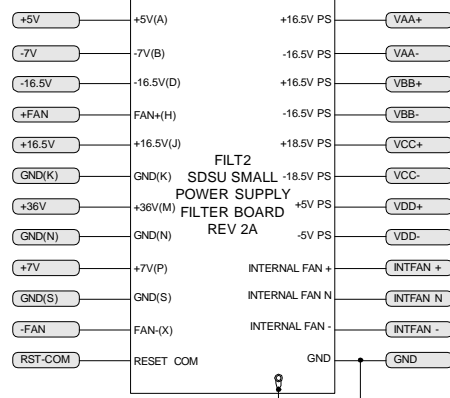 +5V +5V(A) +16.5V PS VAA+
-7V -7V(B) -16.5V PS VAA-
-16.5V -16.5V(D) +16.5V PS VBB+
+FAN FAN+(H) -16.5V PS VBB-
+16.5V +16.5V(J) +18.5V PS VCC+
FILT2
GND(K) GND(K) SDSU SMALL -18.5V PS VCC-
POWER SUPPLY
+36V +36V(M) FILTER BOARD +5V PS VDD+
REV 2A
GND(N) GND(N) -5V PS VDD-
+7V +7V(P) INTERNAL FAN + INTFAN +
GND(S) GND(S) INTERNAL FAN N INTFAN N
-FAN FAN-(X) INTERNAL FAN - INTFAN -
RST-COM RESET COM GND GND